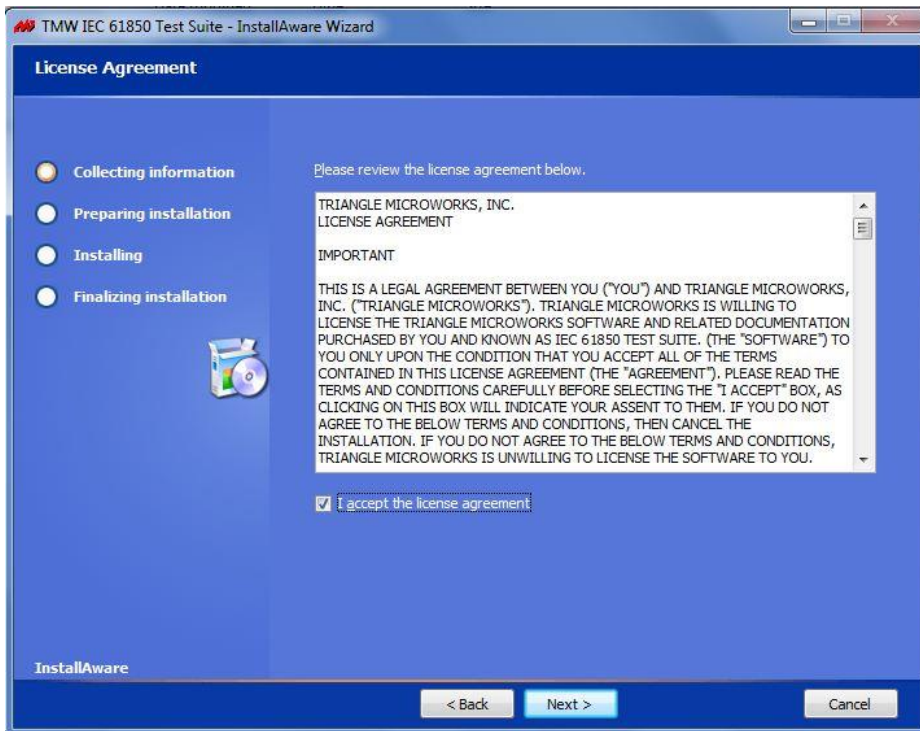 TMW IEC 61850 Test Suite - InstallAware Wizard
License Agreement
Collecting information
Preparing installation
Installing
Finalizing installation
Please review the license agreement below.
TRIANGLE MICROWORKS, INC.
LICENSE AGREEMENT
IMPORTANT
THIS IS A LEGAL AGREEMENT BETWEEN YOU ("YOU") AND TRIANGLE MICROWORKS,
INC. ("TRIANGLE MICROWORKS"). TRIANGLE MICROWORKS IS WILLING TO
LICENSE THE TRIANGLE MICROWORKS SOFTWARE AND RELATED DOCUMENTATION
PURCHASED BY YOU AND KNOWN AS IEC 61850 TEST SUITE. (THE "SOFTWARE") TO
YOU ONLY UPON THE CONDITION THAT YOU ACCEPT ALL OF THE TERMS
CONTAINED IN THIS LICENSE AGREEMENT (THE "AGREEMENT"). PLEASE READ THE
TERMS AND CONDITIONS CAREFULLY BEFORE SELECTING THE "I ACCEPT" BOX, AS
CLICKING ON THIS BOX WILL INDICATE YOUR ASSENT TO THEM. IF YOU DO NOT
AGREE TO THE BELOW TERMS AND CONDITIONS, THEN CANCEL THE
INSTALLATION. IF YOU DO NOT AGREE TO THE BELOW TERMS AND CONDITIONS,
TRIANGLE MICROWORKS IS UNWILLING TO LICENSE THE SOFTWARE TO YOU.
I accept the license agreement
InstallAware
< Back
Next >
Cancel